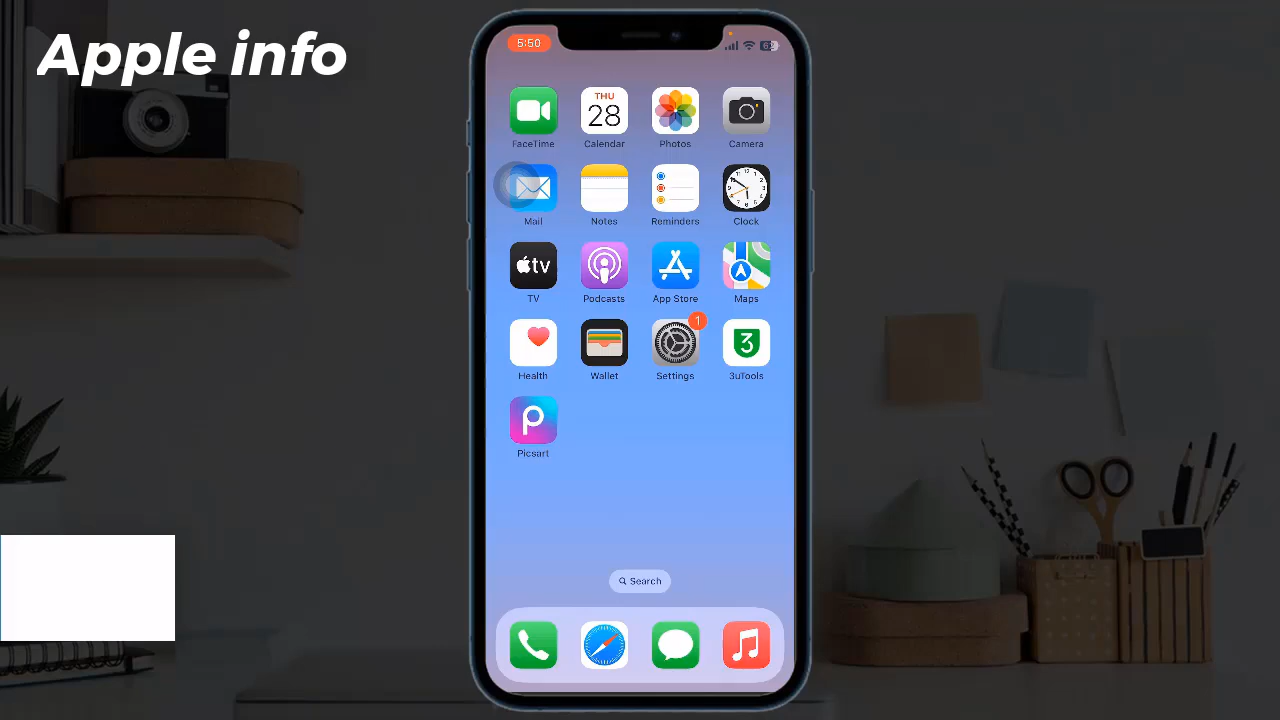 Apple info
5:50
THU
28
FaceTime
Calendar
Photos
Camera
Mail
Notes
Reminders
Clock
tv
TV
Podcasts
App Store
Maps
1
3
Health
Wallet
Settings
3uTools
P
Picsart
Search